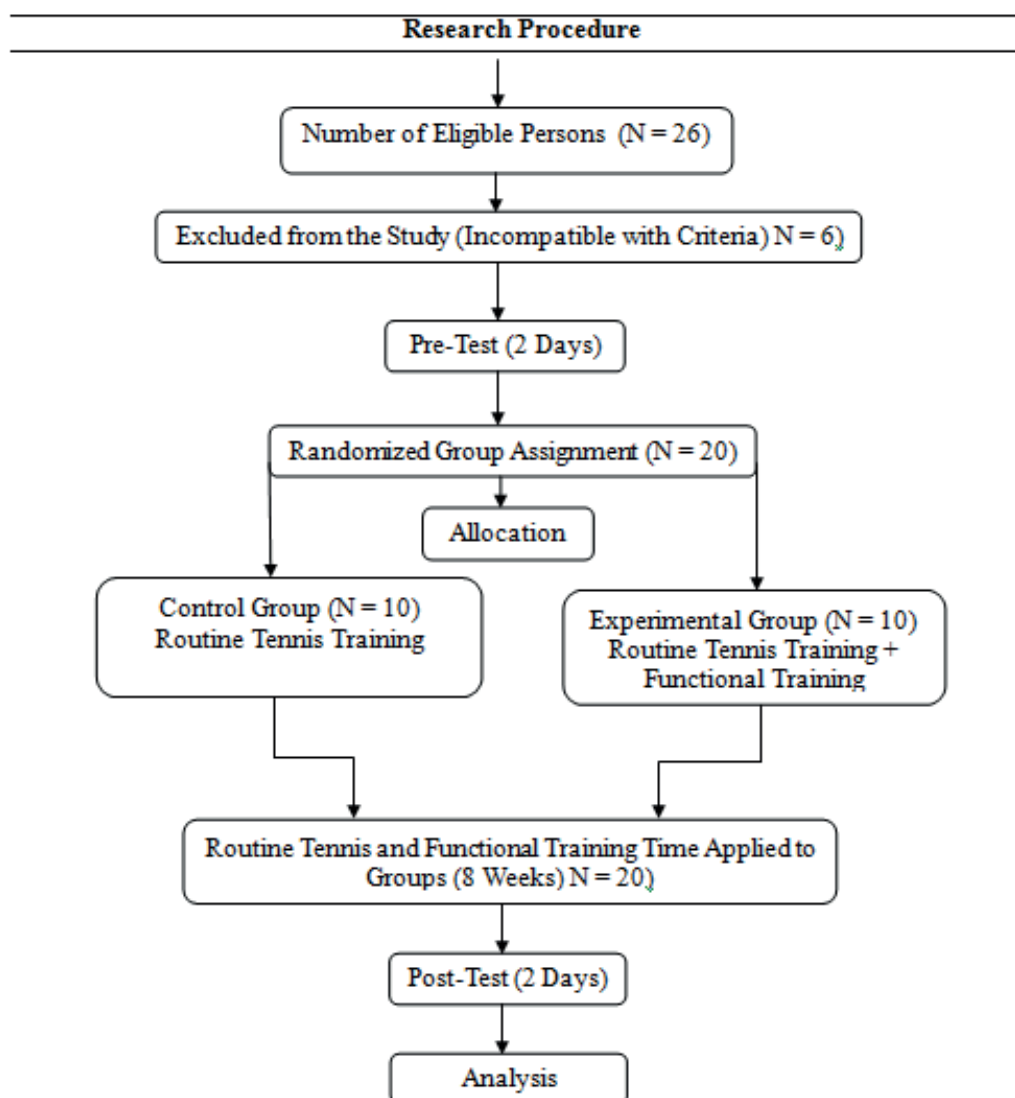 Research Procedure
Number of Eligible Persons (N = 26)
Excluded from the Study (Incompatible with Criteria) N = 6)
Pre-Test (2 Days)
Randomized Group Assignment (N = 20)
Allocation
Control Group (N = 10)
Routine Tennis Training
Experimental Group (N = 10)
Routine Tennis Training +
Functional Training
Routine Tennis and Functional Training Time Applied to
Groups (8 Weeks) N = 20)
Post-Test (2 Days)
Analysis